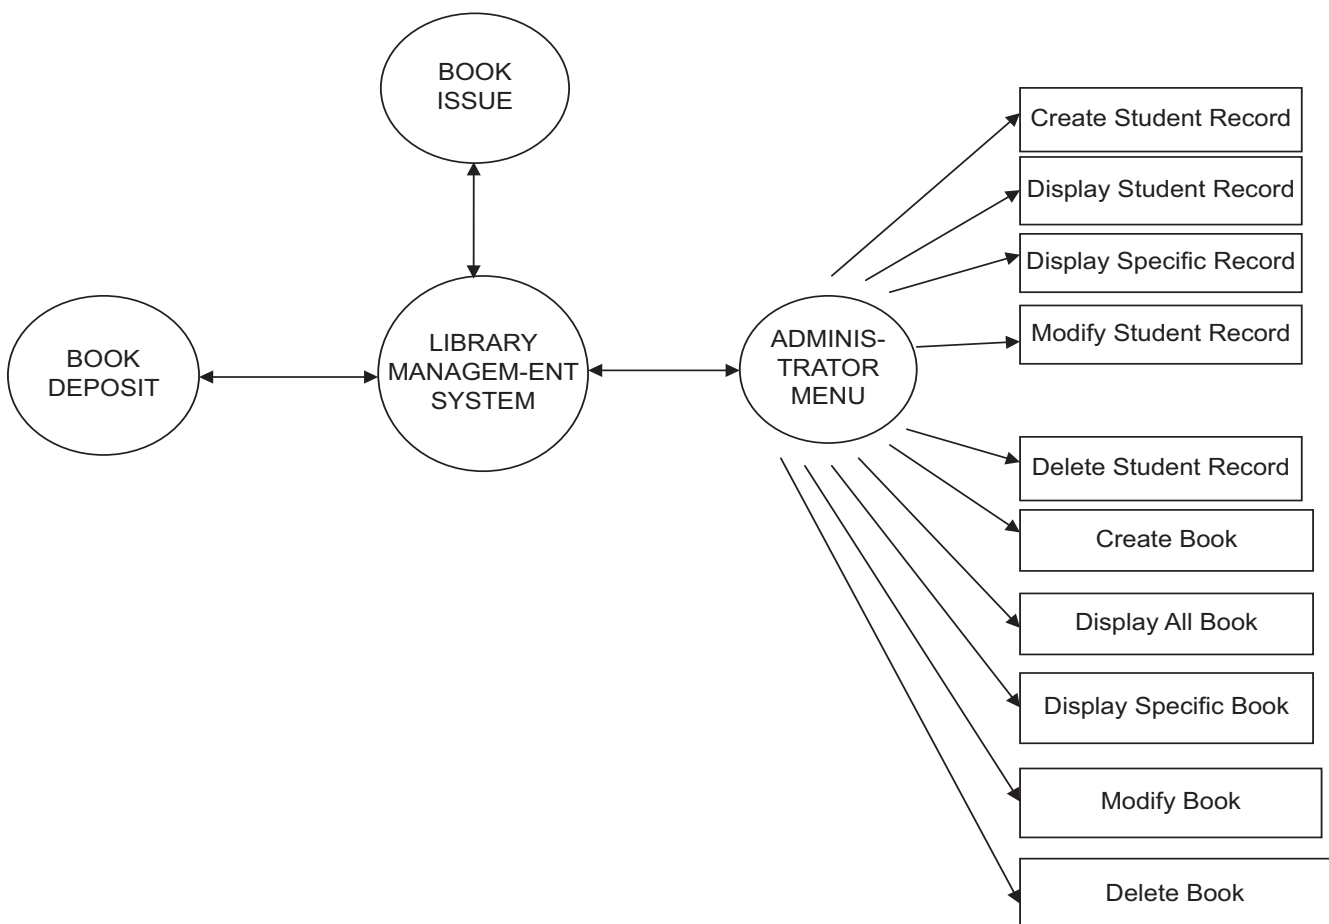 BOOK
ISSUE
BOOK
DEPOSIT
LIBRARY
MANAGEM-ENT
SYSTEM
ADMINIS-
TRATOR
MENU
Create Student Record
Display Student Record
Display Specific Record
Modify Student Record
Delete Student Record
Create Book
Display All Book
Display Specific Book
Modify Book
Delete Book